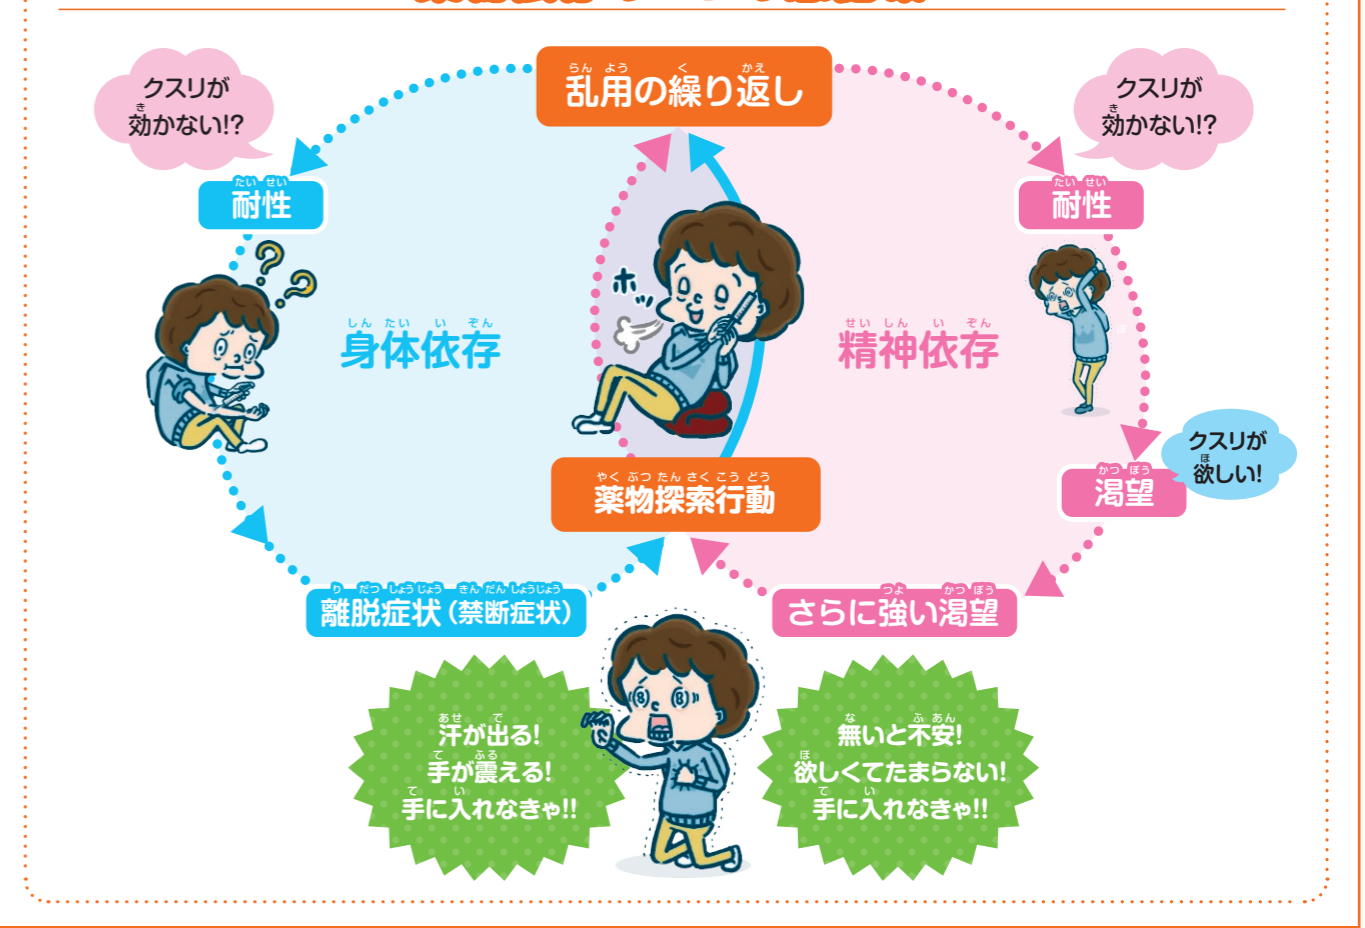 乱用の繰り返し
クスリが
効かない!?
耐性
クスリが
効かない!?
耐性
ホッ
身体依存
精神依存
クスリが
欲しい!
渇望
薬物探索行動
離脱症状(禁断症状)
さらに強い渇望
汗が出る!
手が震える!
手に入れなきゃ!!
無いと不安!
欲しくてたまらない!
手に入れなきゃ!!